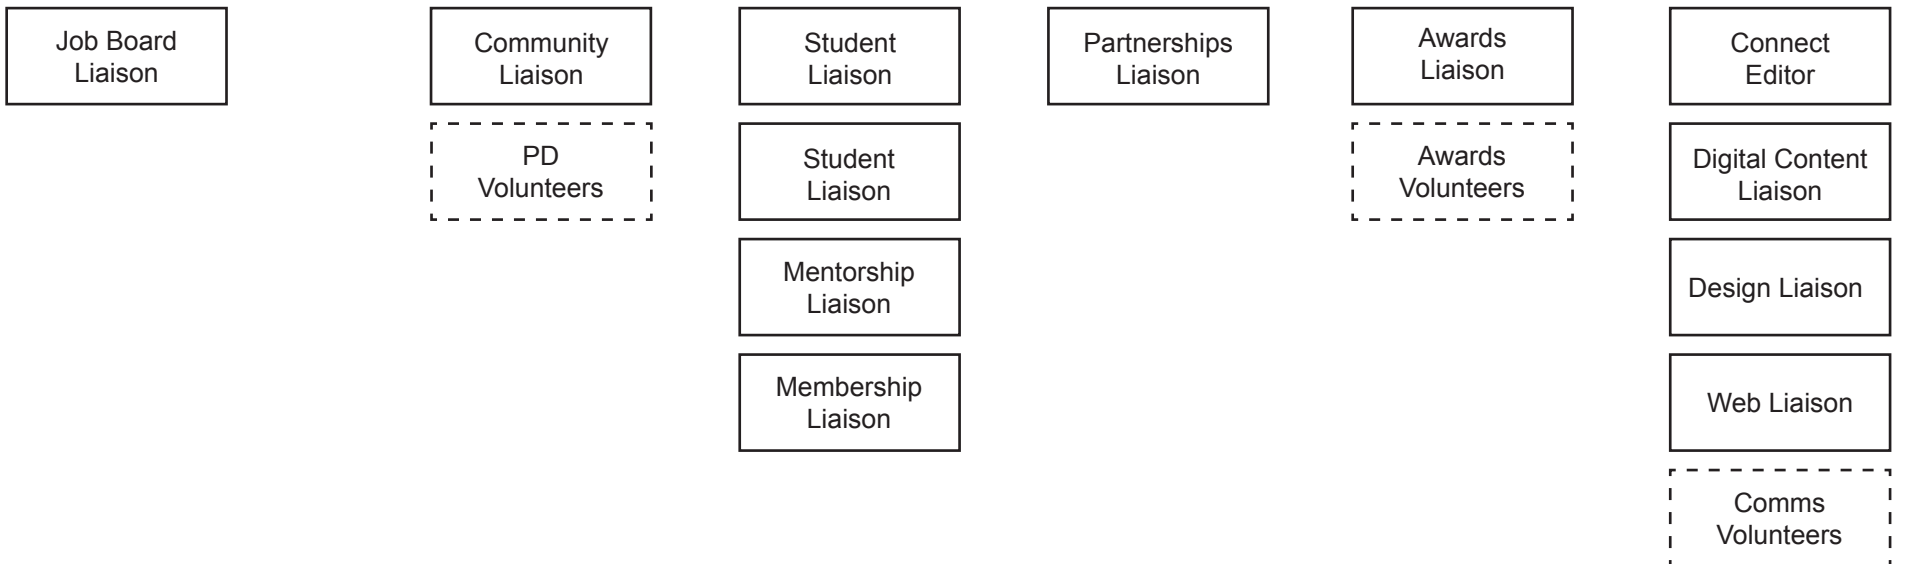 Job Board
Liaison
Community
Liaison
Student
Liaison
Partnerships
Liaison
Awards
Liaison
Connect
Editor
PD
Volunteers
Student
Liaison
Awards
Volunteers
Digital Content
Liaison
Mentorship
Liaison
Design Liaison
Membership
Liaison
Web Liaison
Comms
Volunteers